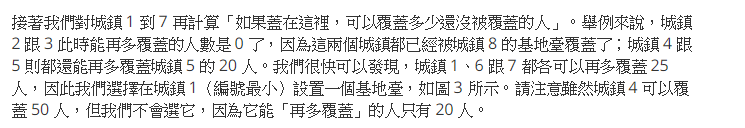 接著我們對城鎮 1 到 7 再計算「如果蓋在這裡，可以覆蓋多少還沒被覆蓋的人」。舉例來說，城鎮
2 跟 3 此時能再多覆蓋的人數是 0 了，因為這兩個城鎮都已經被城鎮 8 的基地臺覆蓋了；城鎮 4 跟
5 則都還能再多覆蓋城鎮 5 的 20 人。我們很快可以發現，城鎮 1、6 跟 7 都各可以再多覆蓋 25
人，因此我們選擇在城鎮 1（編號最小）設置一個基地臺，如圖 3 所示。請注意雖然城鎮 4 可以覆
蓋 50 人，但我們不會選它，因為它能「再多覆蓋」的人只有 20 人。